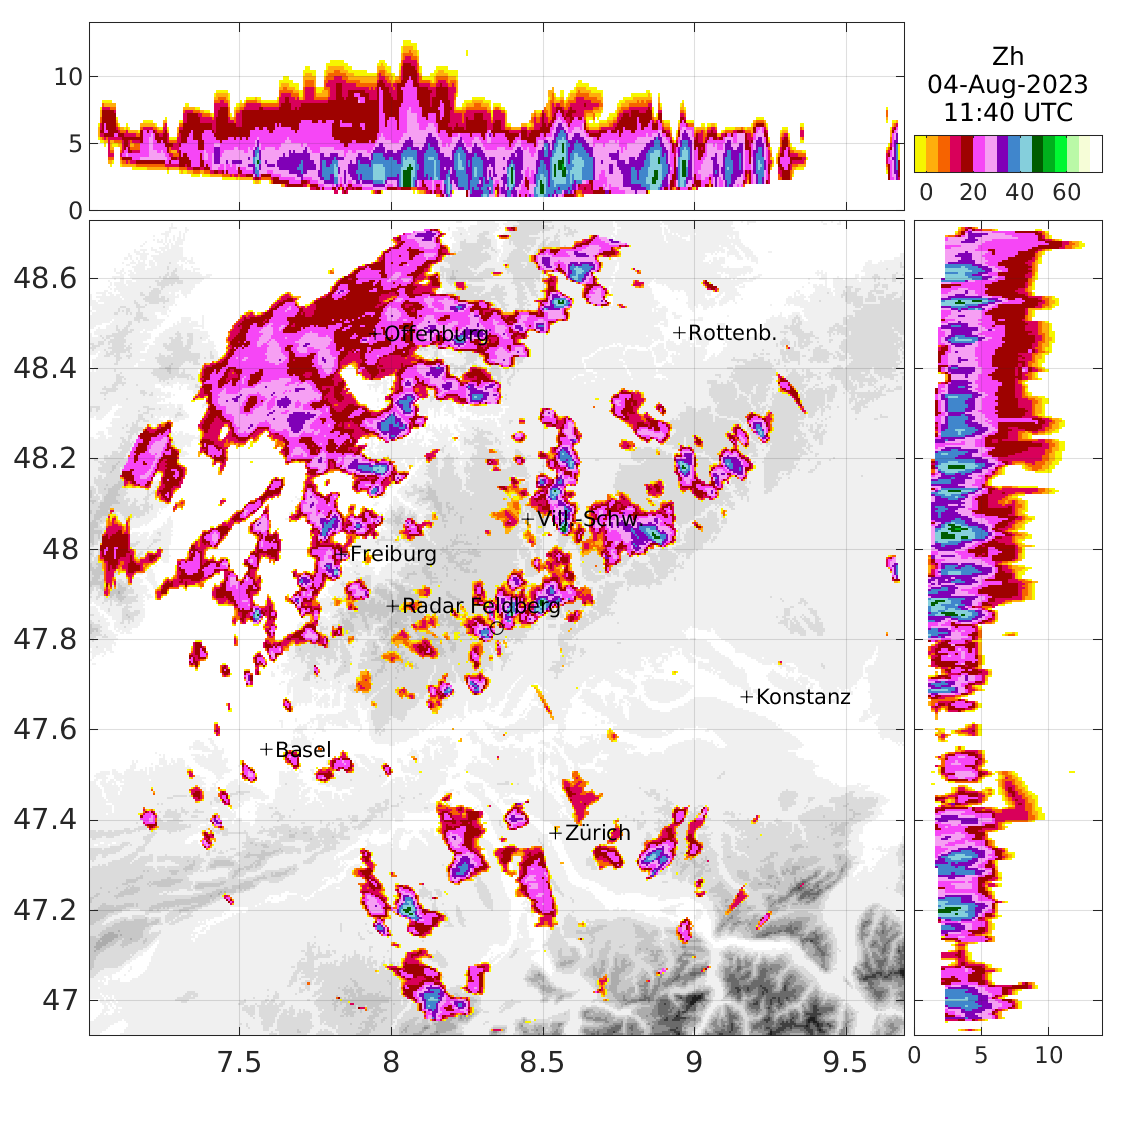 10
5
0
Zh
04-Aug-2023
11:40 UTC
0 20 40 60
48.6
48.4
48.2
48
47.8
47.6
47.4
47.2
47
+Offenburg
+Rottenb.
+Vill.-Schw.
+Freiburg
+Radar Feldberg
+Konstanz
+Basel
+Zürich
7.5 8 8.5 9 9.5
0 5 10